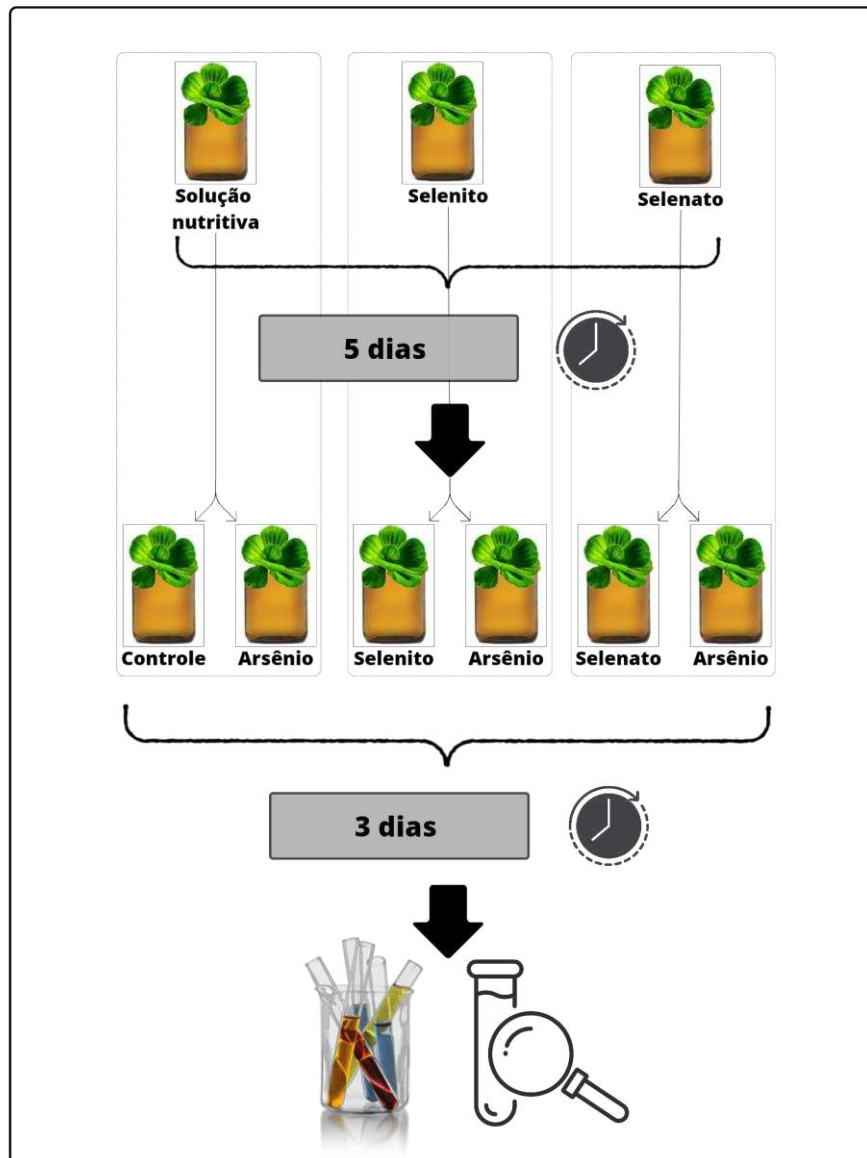 Solução
nutritiva
Selenito
Selenato
5 dias
Controle
Arsênio
Selenito
Arsênio
Selenato
Arsênio
3 dias